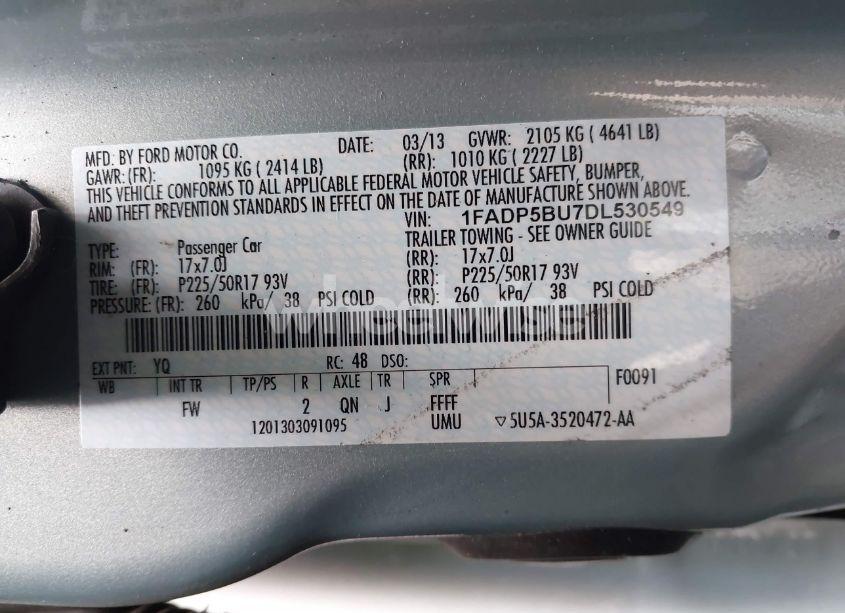 MFD. BY FORD MOTOR CO. DATE: 03/13 GVWR: 2105 KG ( 4641 LB)
GAWR:(FR): 1095 KG ( 2414 LB) (RR): 1010 KG ( 2227 LB)
THIS VEHICLE CONFORMS TO ALL APPLICABLE FEDERAL MOTOR VEHICLE SAFETY, BUMPER,
AND THEFT PREVENTION STANDARDS IN EFFECT ON THE DATE OF MANUFACTURE SHOWN ABOVE.
VIN: 1FADP5BU7DL530549
TYPE: Passenger Car TRAILER TOWING - SEE OWNER GUIDE
RIM: (FR): 17x7.0J (RR): 17x7.0J
TIRE: (FR): P225/50R17 93V (RR): P225/50R17 93V
PRESSURE: (FR): 260 kPa/ 38 PSI COLD (RR): 260 kPa/ 38 PSI COLD
wheelwise
EXT PNT: YQ RC: 48 DSO:
WB INT TR TP/PS R AXLE TR SPR F0091
FW 2 QN J FFFF
1201303091095 UMU ▽5U5A-3520472-AA